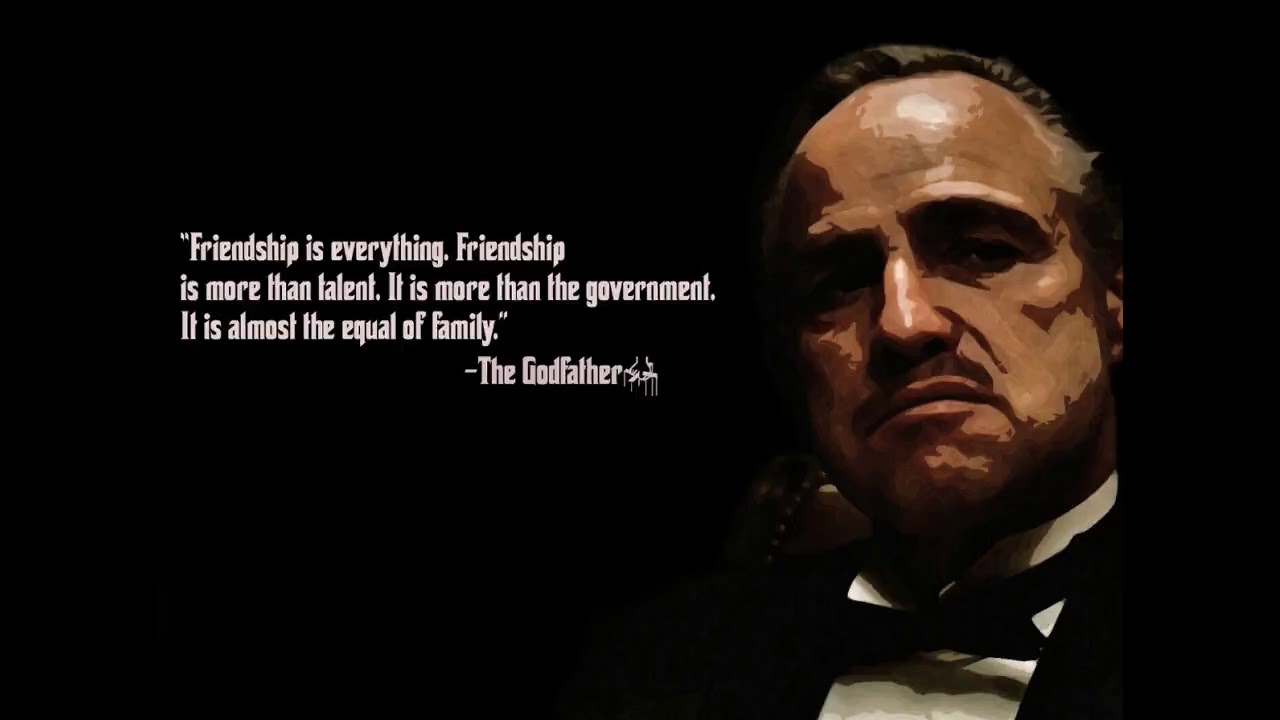 “Friendship is everything. Friendship
is more than talent. It is more than the government.
It is almost the equal of family.”
-The Godfather